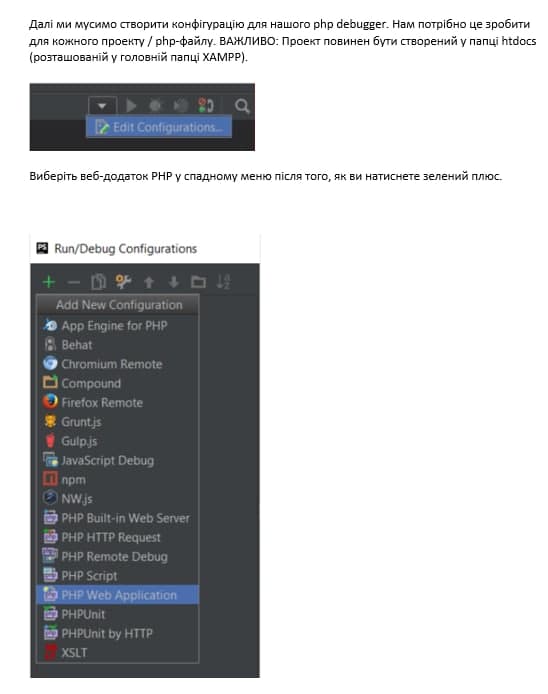 Далі ми мусимо створити конфігурацію для нашого php debugger. Нам потрібно це зробити
для кожного проекту / php-файлу. ВАЖЛИВО: Проект повинен бути створений у папці htdocs
(розташованій у головній папці XAMPP).
Edit Configurations...
Виберіть веб-додаток PHP у спадному меню після того, як ви натиснете зелений плюс.
PS Run/Debug Configurations
Add New Configuration
App Engine for PHP
Behat
Chromium Remote
Compound
Firefox Remote
Grunt.js
Gulp.js
JavaScript Debug
npm
NW.js
PHP Built-in Web Server
PHP HTTP Request
PHP Remote Debug
PHP Script
PHP Web Application
PHPUnit
PHPUnit by HTTP
XSLT